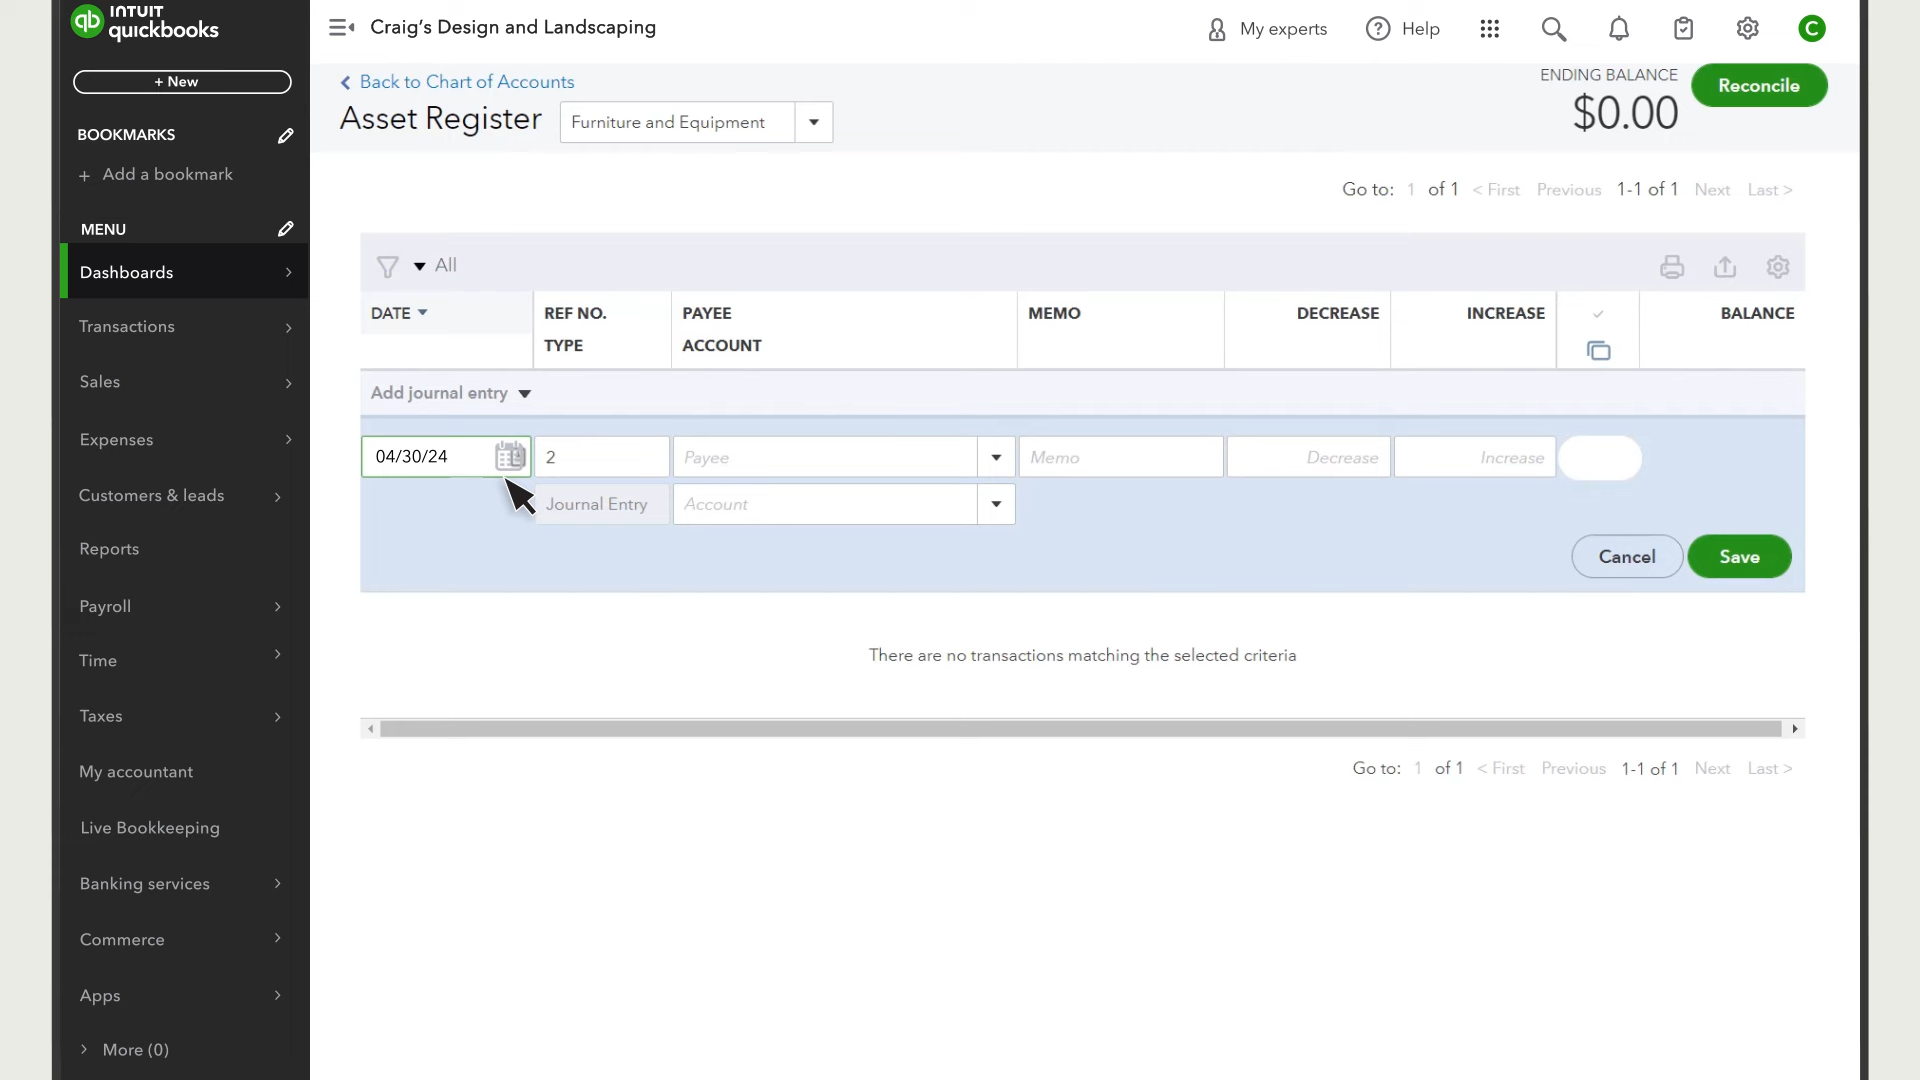 INTUIT
quickbooks
+ New
BOOKMARKS
+ Add a bookmark
MENU
Dashboards
Transactions
Sales
Expenses
Customers & leads
Reports
Payroll
Time
Taxes
My accountant
Live Bookkeeping
Banking services
Commerce
Apps
More (0)
Craig's Design and Landscaping
My experts
Help
C
Back to Chart of Accounts
Asset Register
Furniture and Equipment
ENDING BALANCE
$0.00
Reconcile
Go to: 1 of 1 < First Previous 1-1 of 1 Next Last >
All
DATE REF NO. PAYEE MEMO DECREASE INCREASE BALANCE
TYPE ACCOUNT
Add journal entry
04/30/24 2 Payee Memo Decrease Increase
Journal Entry Account
Cancel Save
There are no transactions matching the selected criteria
Go to: 1 of 1 < First Previous 1-1 of 1 Next Last >